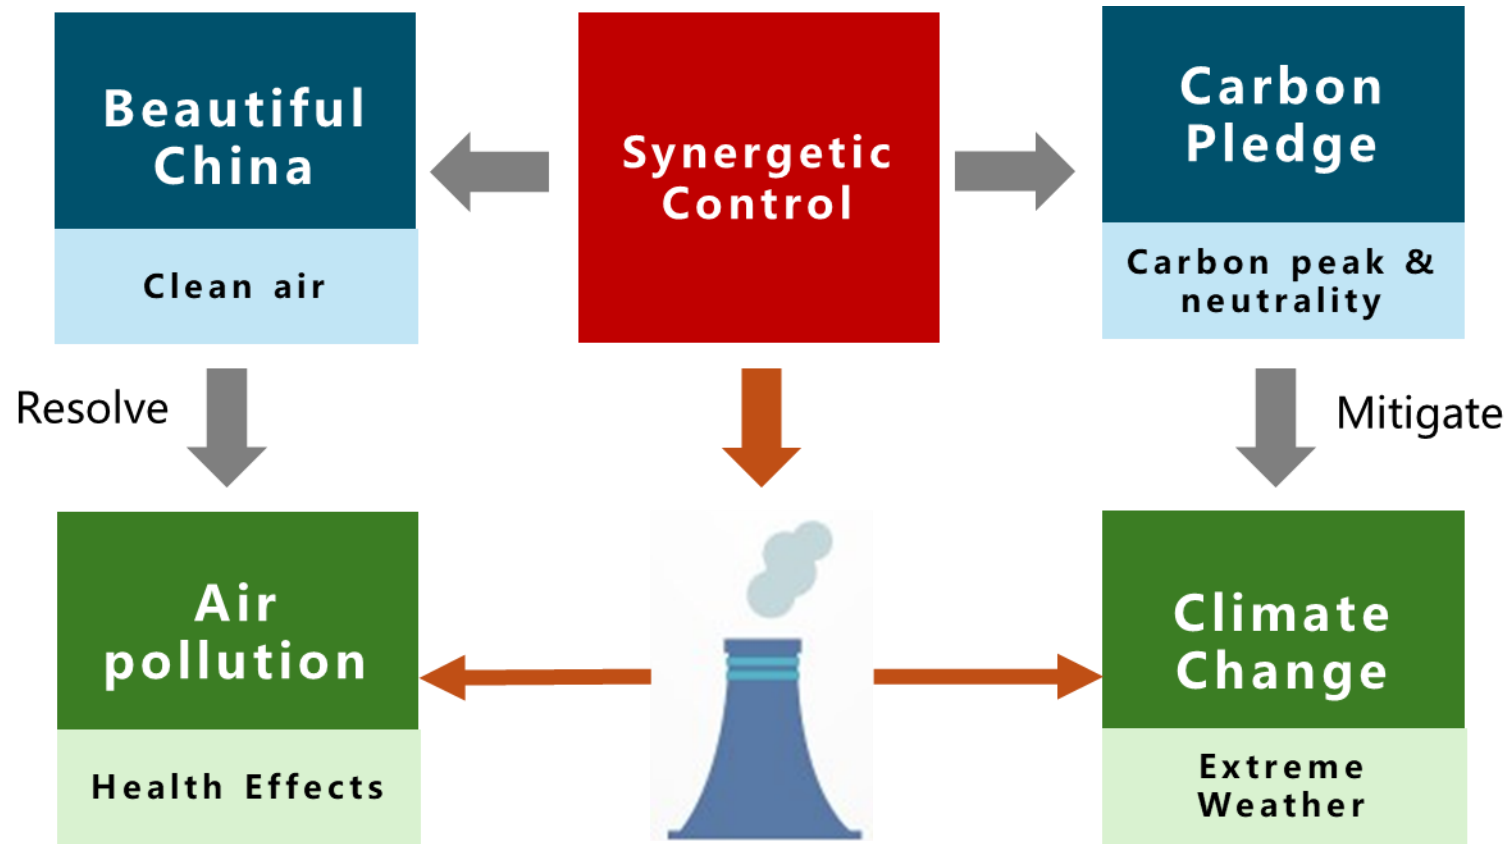 Beautiful
China
Clean air
Synergetic
Control
Carbon
Pledge
Carbon peak &
neutrality
Resolve
Mitigate
Air
pollution
Health Effects
Climate
Change
Extreme
Weather